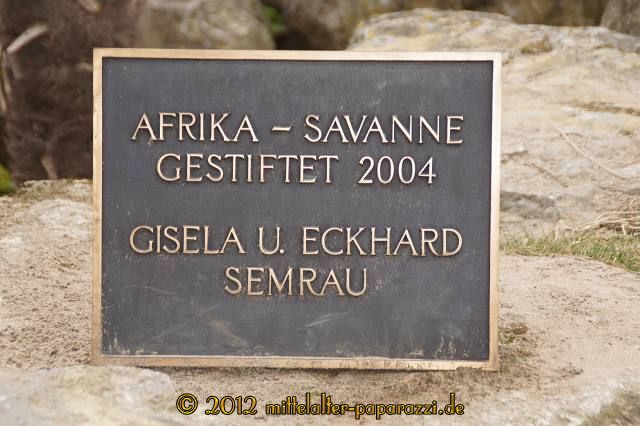 AFRIKA – SAVANNE
GESTIFTET 2004
GISELA U. ECKHARD
SEMRAU
© 2012 mittelalter-paparazzi.de